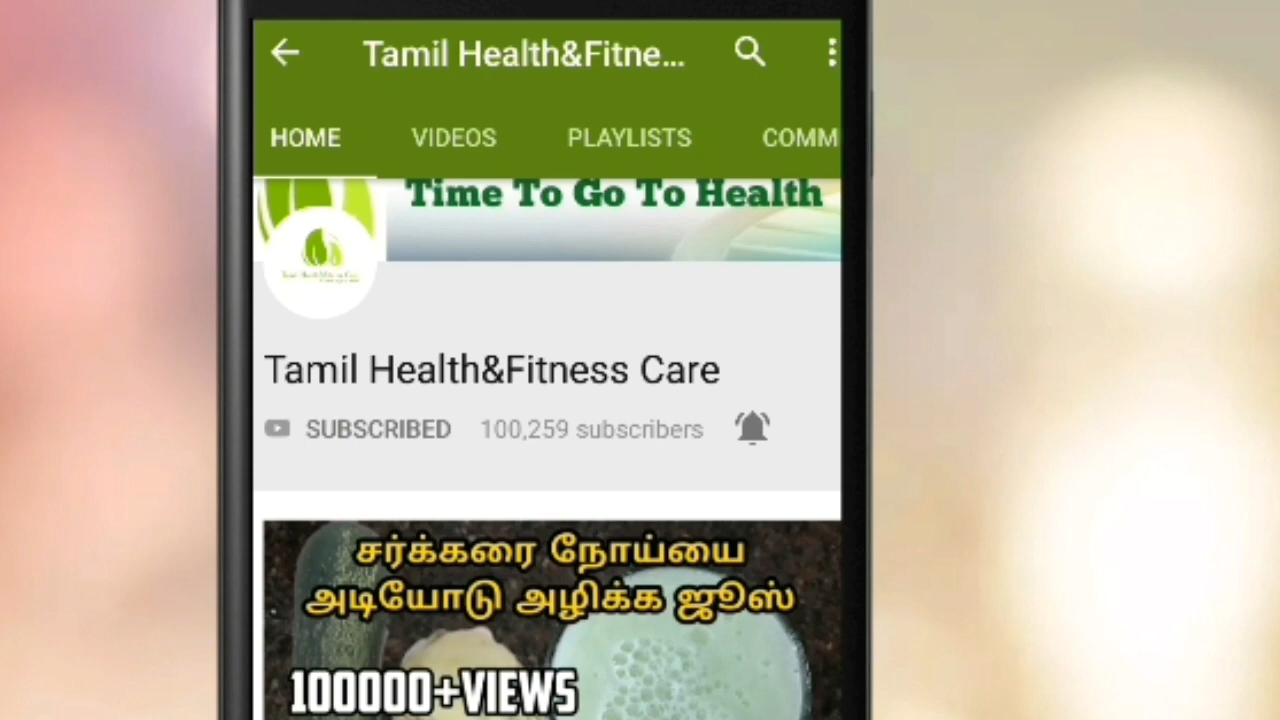 Tamil Health&Fitne...
HOME VIDEOS PLAYLISTS COMM
Time To Go To Health
Tamil Health&Fitness Care
SUBSCRIBED 100,259 subscribers
சர்க்கரை நோய்யை
அடியோடு அழிக்க ஜூஸ்
100000+VIEWS